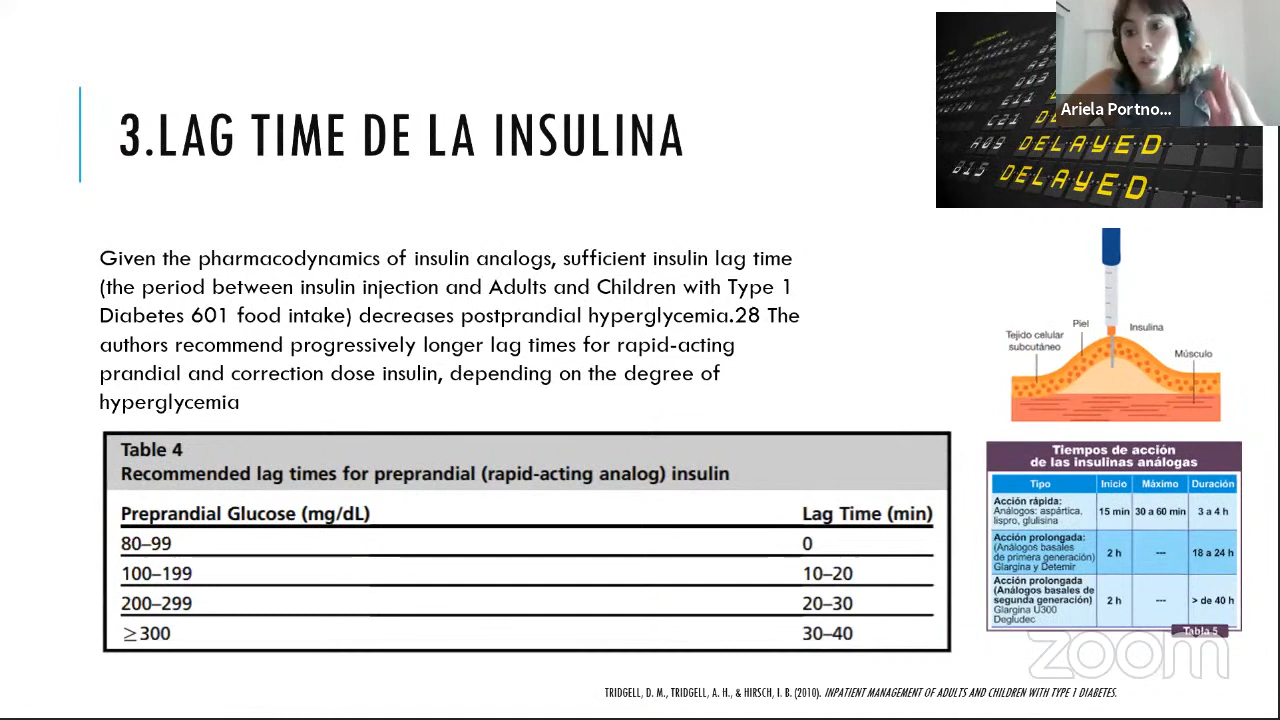 3.LAG TIME DE LA INSULINA
Ariela Portno...
C21
A09 DELAYED
B15 DELAYED
Given the pharmacodynamics of insulin analogs, sufficient insulin lag time
(the period between insulin injection and Adults and Children with Type 1
Diabetes 601 food intake) decreases postprandial hyperglycemia.28 The
authors recommend progressively longer lag times for rapid-acting
prandial and correction dose insulin, depending on the degree of
hyperglycemia
Piel
Insulina
Tejido celular
subcutáneo
Músculo
Table 4
Recommended lag times for preprandial (rapid-acting analog) insulin
Preprandial Glucose (mg/dL) Lag Time (min)
80–99 0
100–199 10–20
200–299 20–30
≥300 30–40
Tiempos de acción
de las insulinas análogas
Tipo Inicio Máximo Duración
Acción rápida:
Análogos: aspártica,
lispro, glulisina
15 min 30 a 60 min 3 a 4 h
Acción prolongada:
(Análogos basales
de primera generación)
Glargina y Detemir
2 h --- 18 a 24 h
Acción prolongada
(Análogos basales de
segunda generación)
Glargina U300
Degludec
2 h --- > de 40 h
Tabla 5
zoom
TRIDGELL, D. M., TRIDGELL, A. H., & HIRSCH, I. B. (2010). INPATIENT MANAGEMENT OF ADULTS AND CHILDREN WITH TYPE 1 DIABETES.